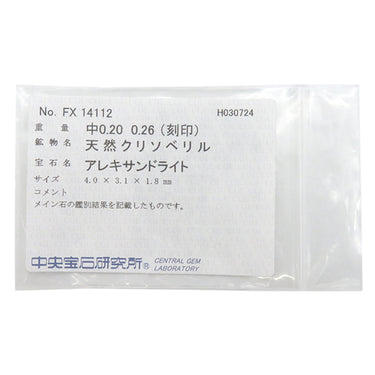 No. FX 14112 H030724
重量 中0.20 0.26 (刻印)
鉱物名 天然クリソベリル
宝石名 アレキサンドライト
サイズ 4.0 × 3.1 × 1.8 mm
コメント
メイン石の鑑別結果を記載したものです。
中央宝石研究所® CENTRAL GEM
LABORATORY